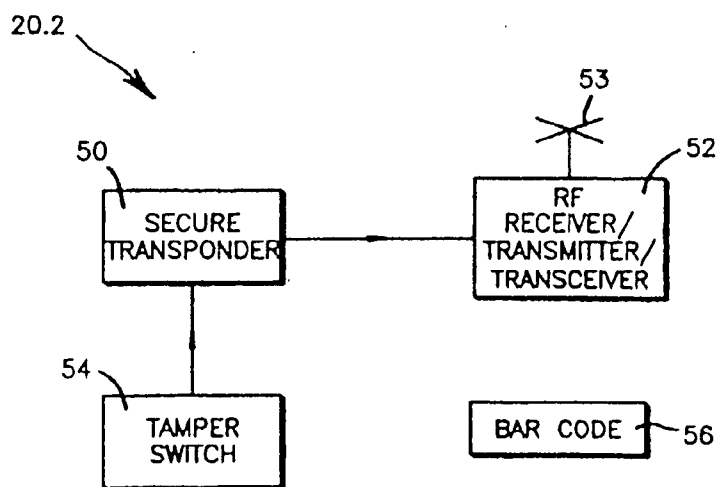 20.2
53
50
52
SECURE
TRANSPONDER
RF
RECEIVER/
TRANSMITTER/
TRANSCEIVER
54
TAMPER
SWITCH
BAR CODE
56